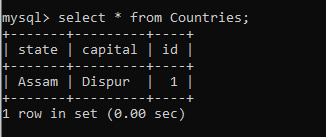 mysql> select * from Countries;
+-------+---------+----+
| state | capital | id |
+-------+---------+----+
| Assam | Dispur  |  1 |
+-------+---------+----+
1 row in set (0.00 sec)